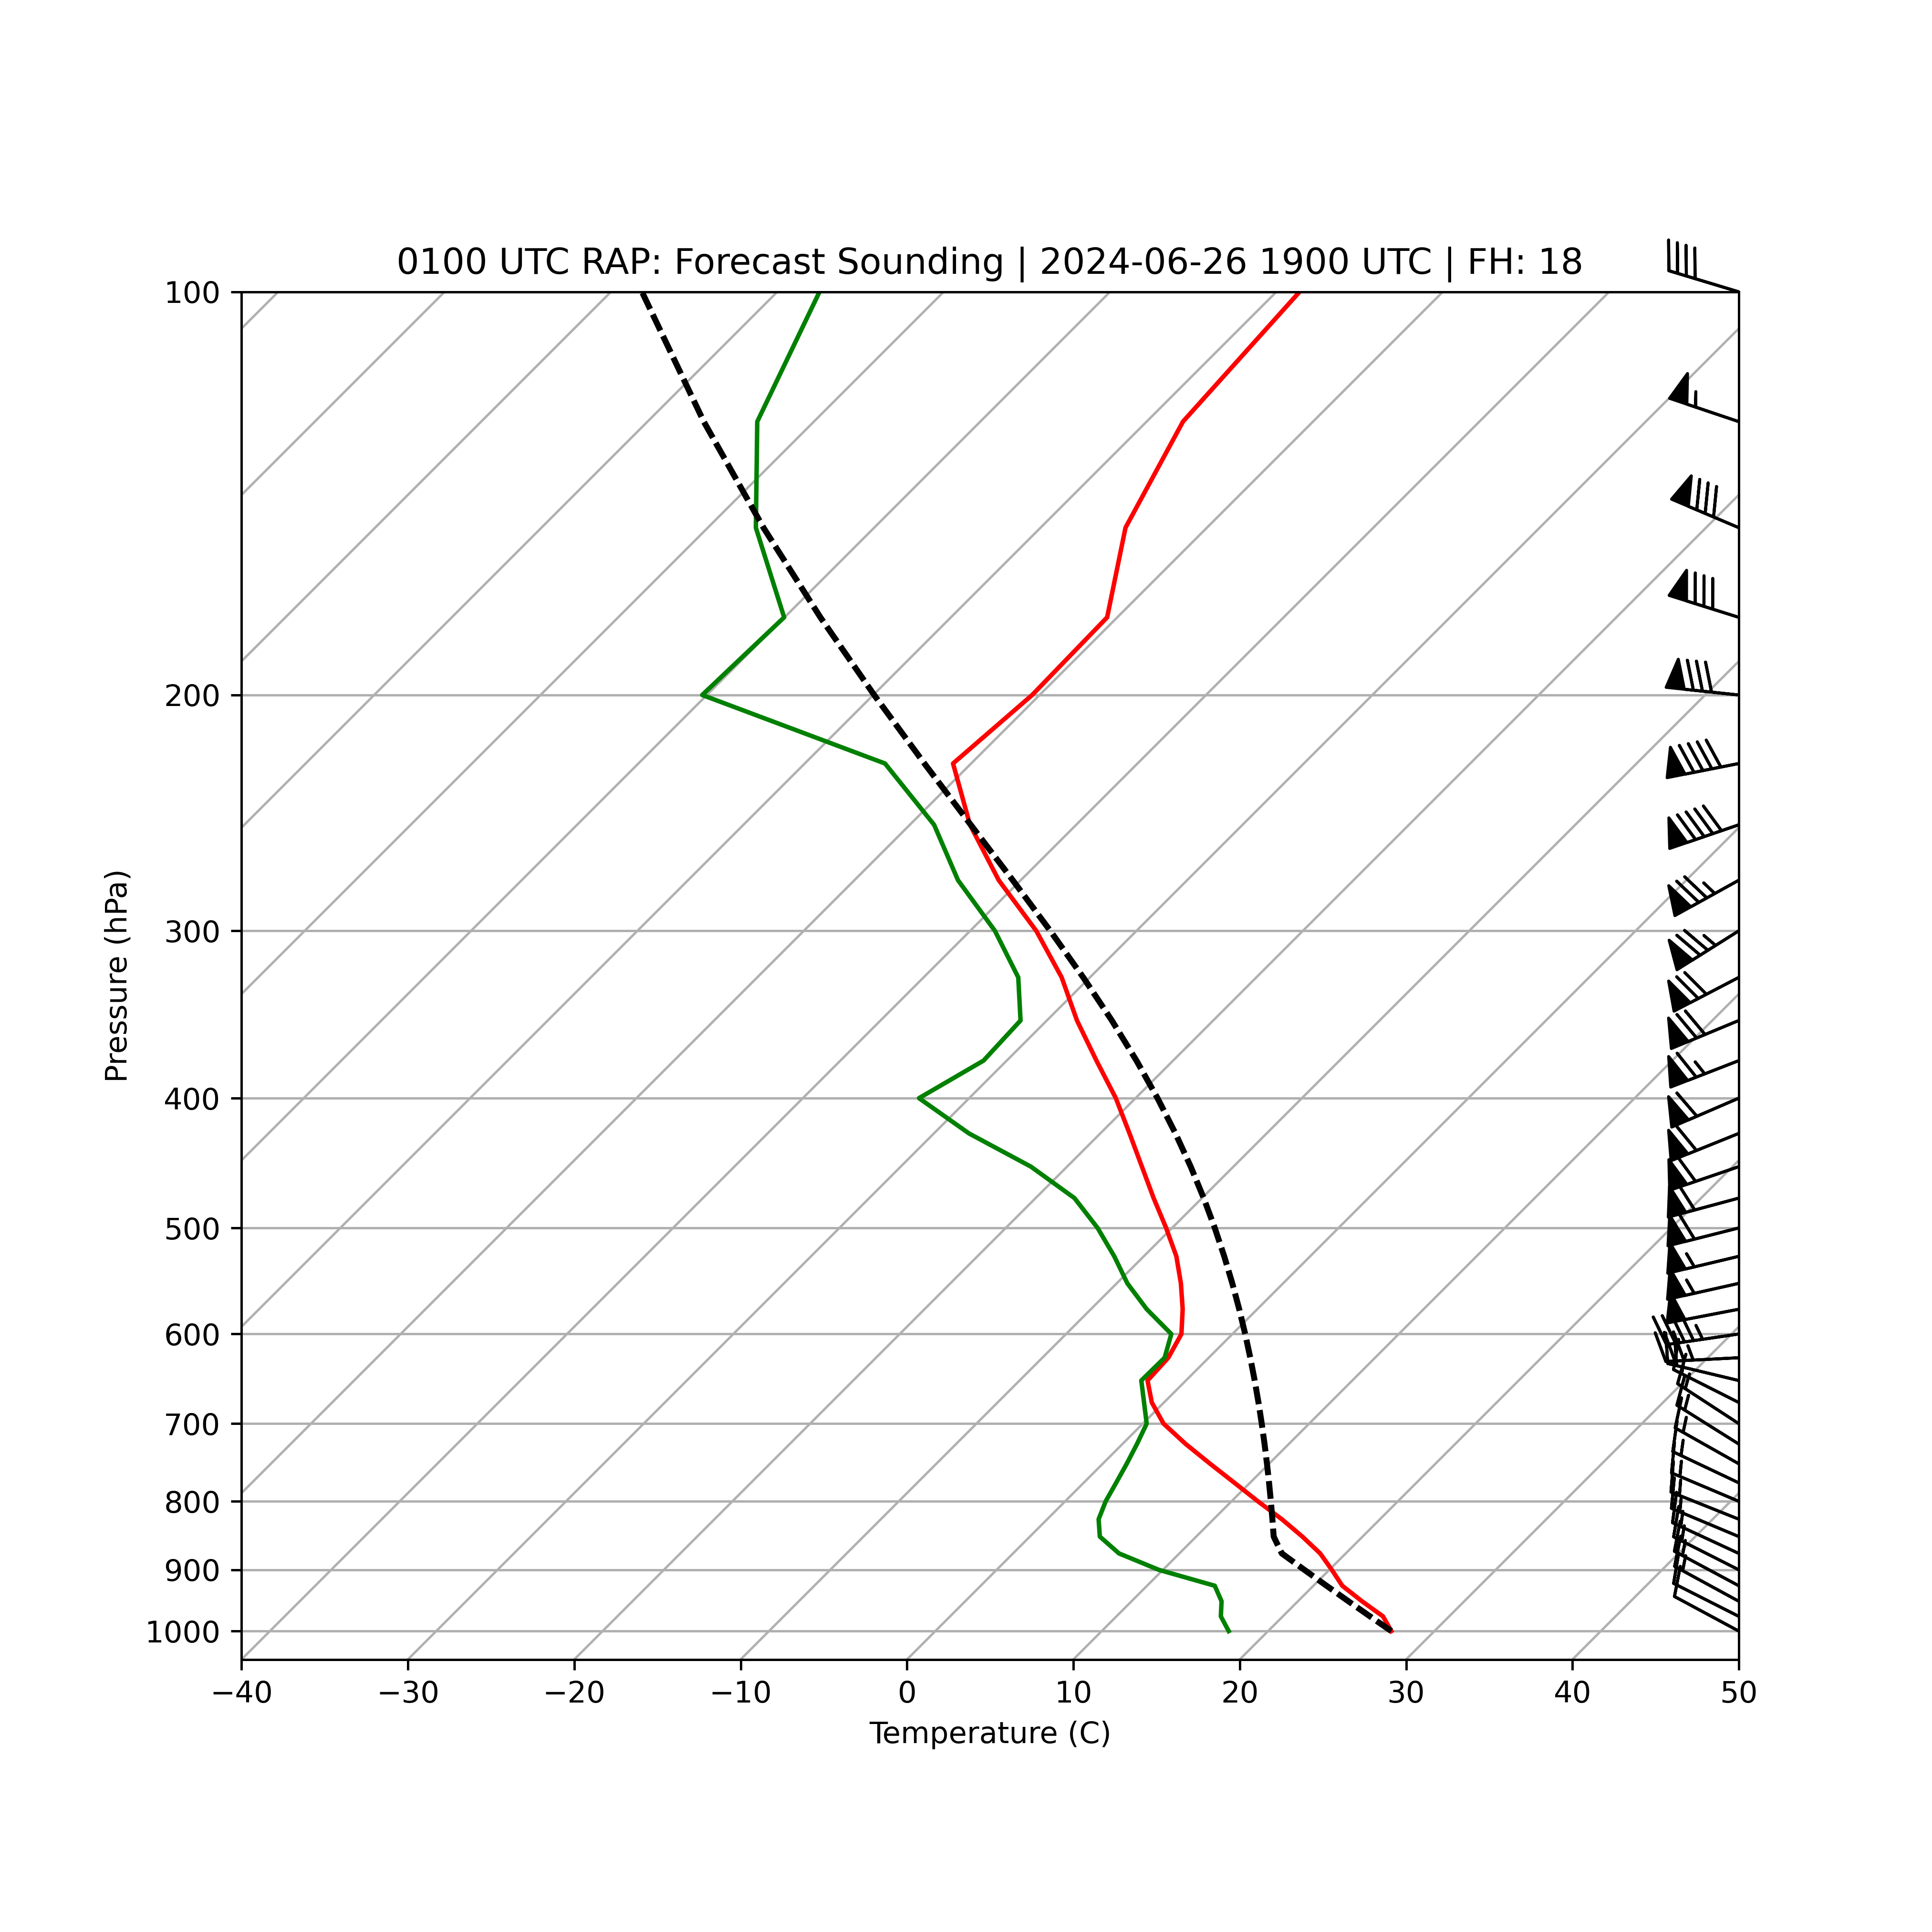 0100 UTC RAP: Forecast Sounding | 2024-06-26 1900 UTC | FH: 18
100
200
300
400
500
600
700
800
900
1000
Pressure (hPa)
−40 −30 −20 −10 0 10 20 30 40 50
Temperature (C)